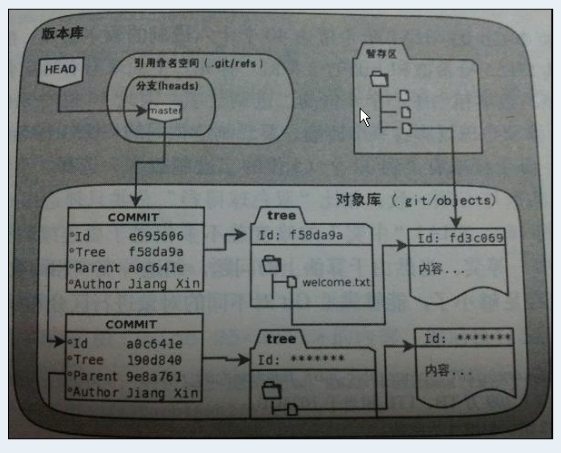 版本库
HEAD
引用命名空间（.git/refs）
分支(heads)
master
暂存区
对象库（.git/objects）
COMMIT
Id e695606
Tree f58da9a
Parent a0c641e
Author Jiang Xin
tree
Id: f58da9a
welcome.txt
Id: fd3c069
内容...
COMMIT
Id a0c641e
Tree 190d840
Parent 9e8a761
Author Jiang Xin
tree
Id: *******
Id: *******
内容...